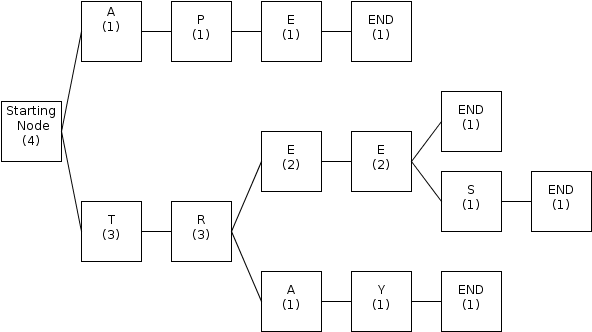 A
(1)
P
(1)
E
(1)
END
(1)
Starting
Node
(4)
END
(1)
E
(2)
E
(2)
S
(1)
END
(1)
T
(3)
R
(3)
A
(1)
Y
(1)
END
(1)